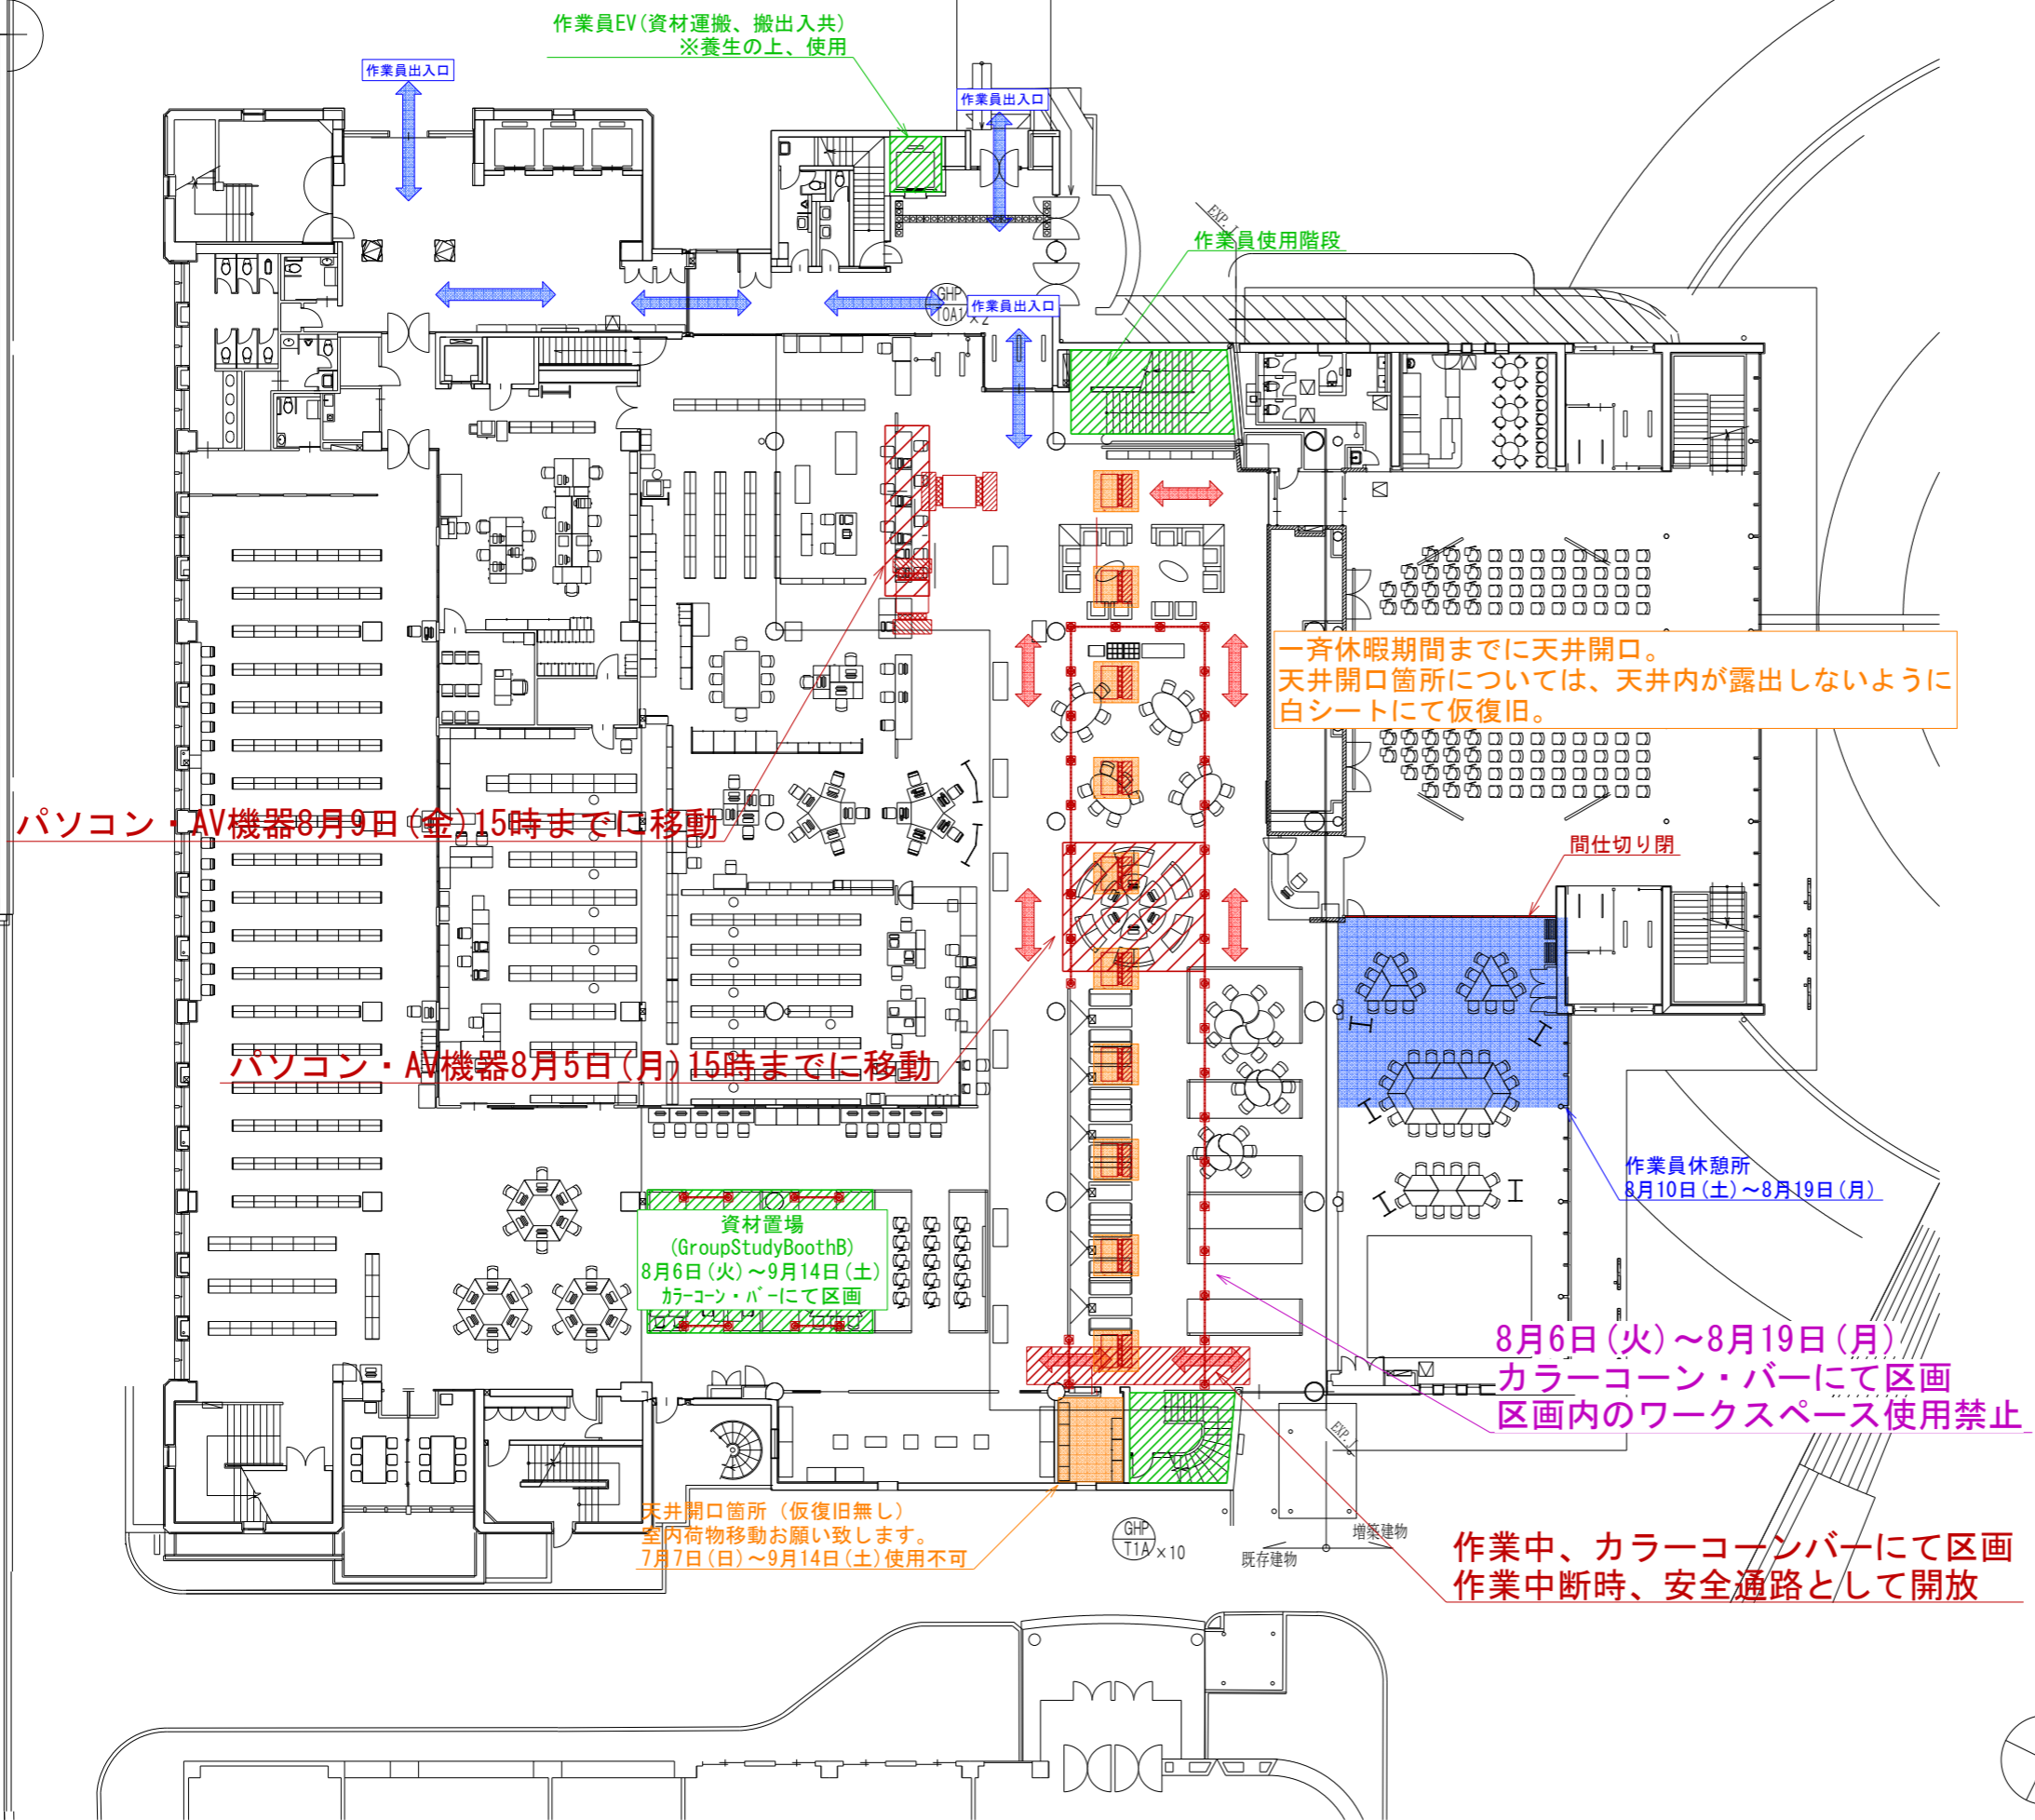 作業員EV(資材運搬、搬出入共)
※養生の上、使用
作業員出入口
作業員出入口
EXP.J
作業員使用階段
GHP
TOA1
×2
作業員出入口
一斉休暇期間までに天井開口。
天井開口箇所については、天井内が露出しないように
白シートにて仮復旧。
パソコン・AV機器8月9日(金)15時までに移動
間仕切り閉
パソコン・AV機器8月5日(月)15時までに移動
作業員休憩所
8月10日(土)～8月19日(月)
資材置場
(GroupStudyBoothB)
8月6日(火)～9月14日(土)
カラーコーン・バーにて区画
8月6日(火)～8月19日(月)
カラーコーン・バーにて区画
区画内のワークスペース使用禁止
EXP.J
天井開口箇所（仮復旧無し）
室内荷物移動お願い致します。
7月7日(日)～9月14日(土)使用不可
GHP
T1A
×10
増築建物
既存建物
作業中、カラーコーンバーにて区画
作業中断時、安全通路として開放